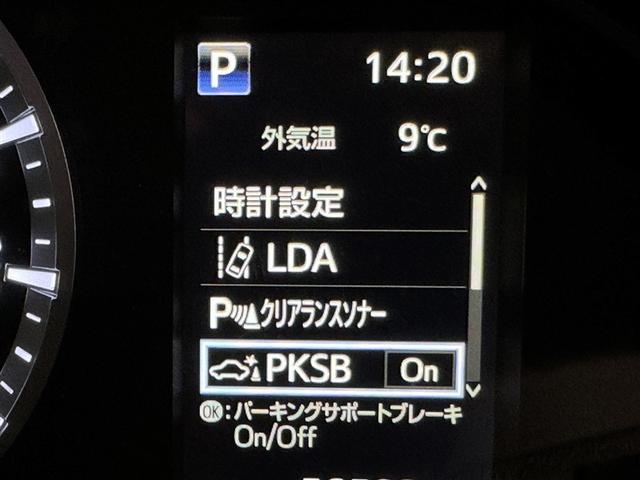 P 14:20
外気温 9℃
時計設定
LDA
Pクリアランスソナー
PKSB On
OK:パーキングサポートブレーキ
On/Off